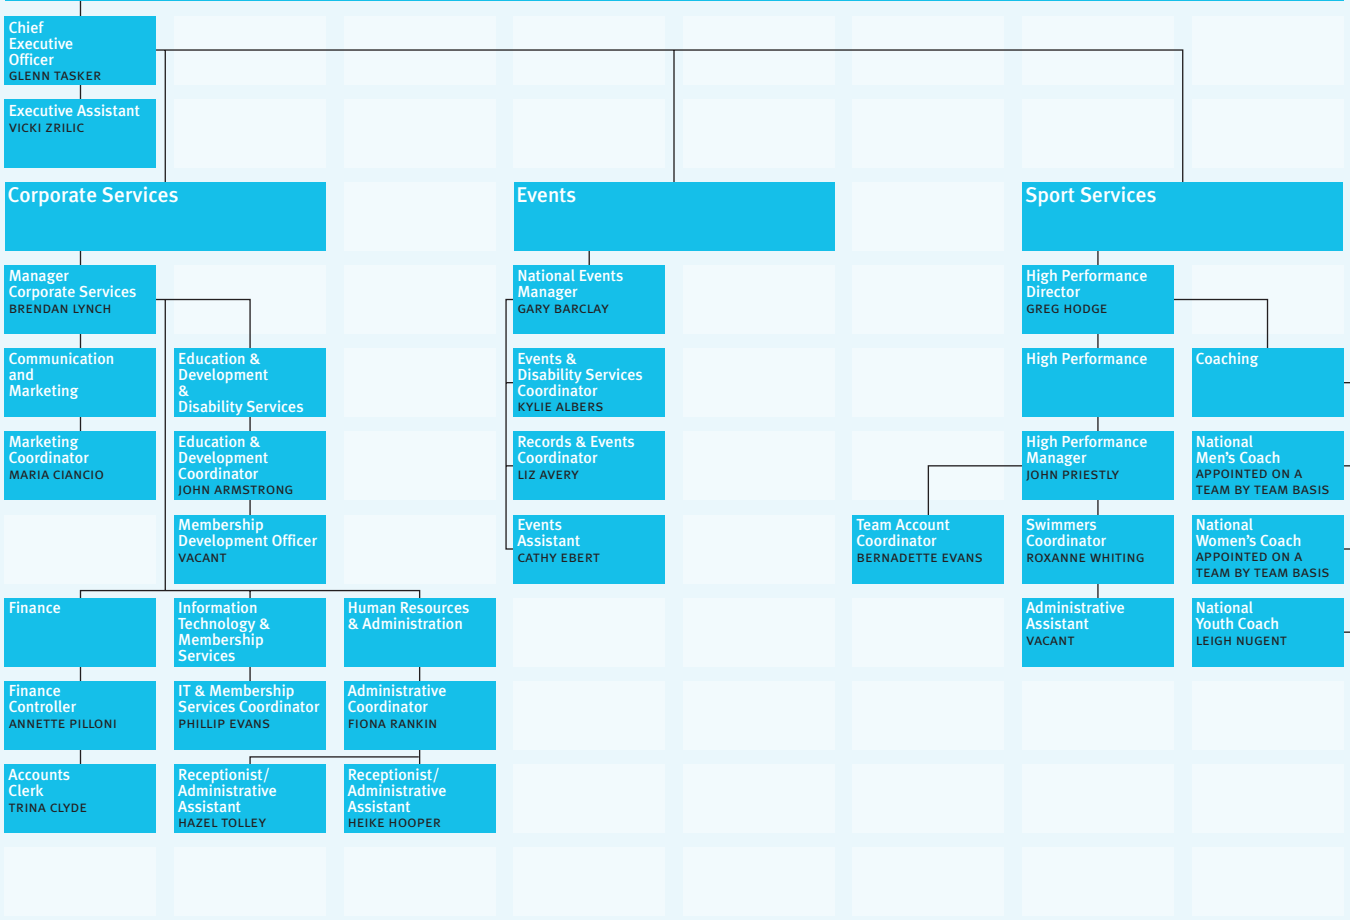 Chief
Executive
Officer
GLENN TASKER
Executive Assistant
VICKI ZRILIC
Corporate Services
Events
Sport Services
Manager
Corporate Services
BRENDAN LYNCH
National Events
Manager
GARY BARCLAY
High Performance
Director
GREG HODGE
Communication
and
Marketing
Education &
Development
&
Disability Services
Events &
Disability Services
Coordinator
KYLIE ALBERS
High Performance
Coaching
Marketing
Coordinator
MARIA CIANCIO
Education &
Development
Coordinator
JOHN ARMSTRONG
Records & Events
Coordinator
LIZ AVERY
High Performance
Manager
JOHN PRIESTLY
National
Men's Coach
APPOINTED ON A
TEAM BY TEAM BASIS
Membership
Development Officer
VACANT
Events
Assistant
CATHY EBERT
Team Account
Coordinator
BERNADETTE EVANS
Swimmers
Coordinator
ROXANNE WHITING
National
Women's Coach
APPOINTED ON A
TEAM BY TEAM BASIS
Finance
Information
Technology &
Membership
Services
Human Resources
& Administration
Administrative
Assistant
VACANT
National
Youth Coach
LEIGH NUGENT
Finance
Controller
ANNETTE PILLONI
IT & Membership
Services Coordinator
PHILLIP EVANS
Administrative
Coordinator
FIONA RANKIN
Accounts
Clerk
TRINA CLYDE
Receptionist/
Administrative
Assistant
HAZEL TOLLEY
Receptionist/
Administrative
Assistant
HEIKE HOOPER